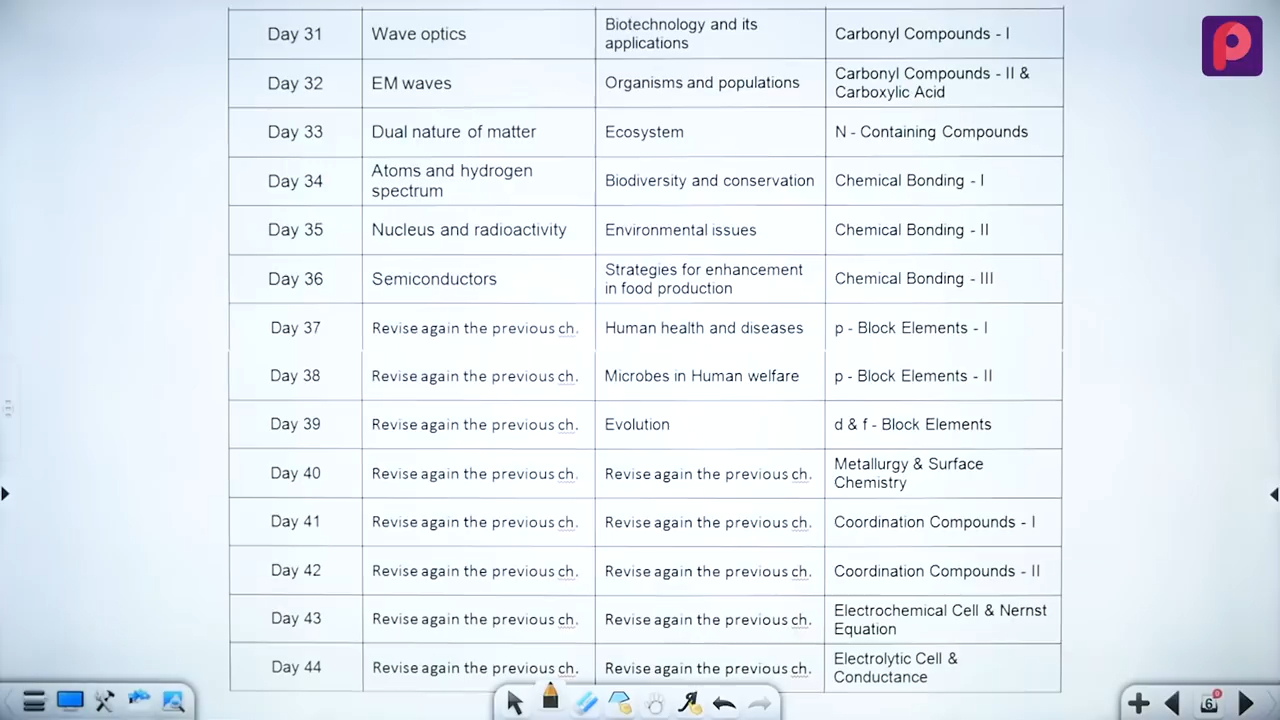 Day 31
Wave optics
Biotechnology and its
applications
Carbonyl Compounds - I
Day 32
EM waves
Organisms and populations
Carbonyl Compounds - II &
Carboxylic Acid
Day 33
Dual nature of matter
Ecosystem
N - Containing Compounds
Day 34
Atoms and hydrogen
spectrum
Biodiversity and conservation
Chemical Bonding - I
Day 35
Nucleus and radioactivity
Environmental issues
Chemical Bonding - II
Day 36
Semiconductors
Strategies for enhancement
in food production
Chemical Bonding - III
Day 37
Revise again the previous ch.
Human health and diseases
p - Block Elements - I
Day 38
Revise again the previous ch.
Microbes in Human welfare
p - Block Elements - II
Day 39
Revise again the previous ch.
Evolution
d & f - Block Elements
Day 40
Revise again the previous ch.
Revise again the previous ch.
Metallurgy & Surface
Chemistry
Day 41
Revise again the previous ch.
Revise again the previous ch.
Coordination Compounds - I
Day 42
Revise again the previous ch.
Revise again the previous ch.
Coordination Compounds - II
Day 43
Revise again the previous ch.
Revise again the previous ch.
Electrochemical Cell & Nernst
Equation
Day 44
Revise again the previous ch.
Revise again the previous ch.
Electrolytic Cell &
Conductance
6